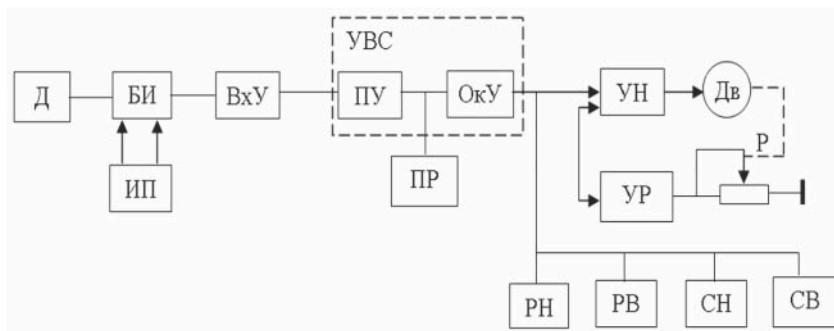 УВС
Д
БИ
ВхУ
ПУ
ОкУ
УН
Дв
Р
ИП
ПР
УР
РН
РВ
СН
СВ